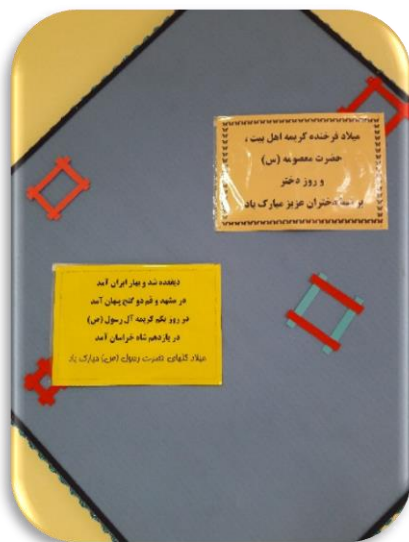 میلاد فرخنده کریمه اهل بیت ،
حضرت معصومه (س)
و روز دختر
بر همه دختران عزیز مبارک باد
ذیقعده شد و بهار ایران آمد
در مشهد و قم دو گنج پنهان آمد
در روز یکم کریمه آل رسول (ص)
در یازدهم شاه خراسان آمد
میلاد گلهای حضرت رسول (ص) مبارک باد